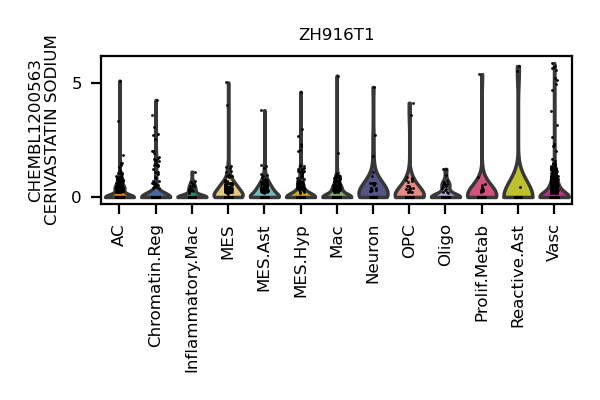 ZH916T1
CHEMBL1200563
CERIVASTATIN SODIUM
5
0
AC
Chromatin.Reg
Inflammatory.Mac
MES
MES.Ast
MES.Hyp
Mac
Neuron
OPC
Oligo
Prolif.Metab
Reactive.Ast
Vasc